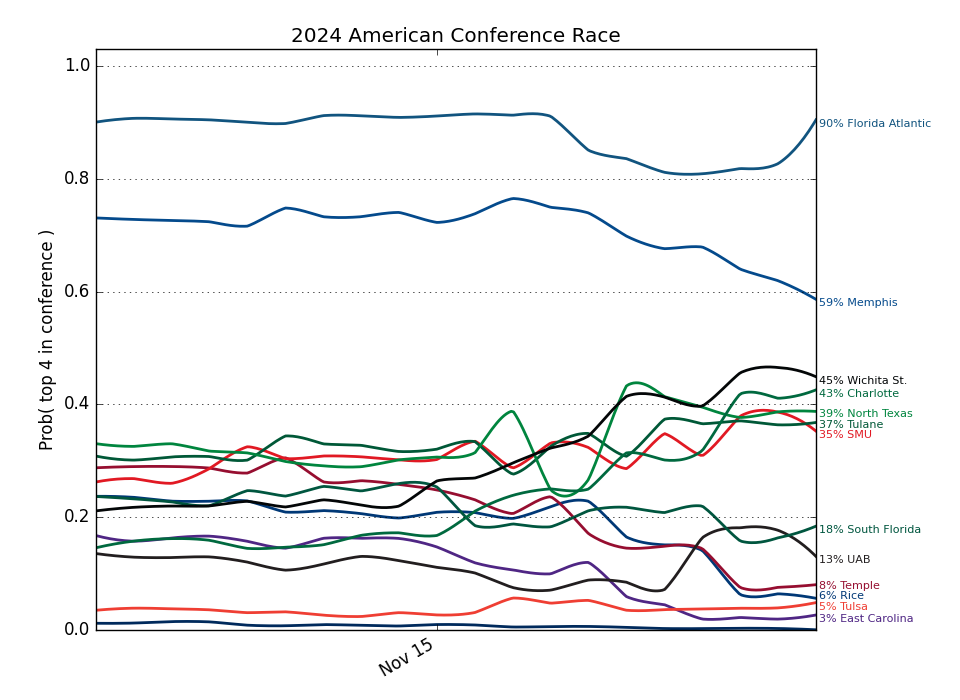 2024 American Conference Race
1.0
0.8
0.6
0.4
0.2
0.0
Prob( top 4 in conference )
Nov 15
90% Florida Atlantic
59% Memphis
45% Wichita St.
43% Charlotte
39% North Texas
37% Tulane
35% SMU
18% South Florida
13% UAB
8% Temple
6% Rice
5% Tulsa
3% East Carolina